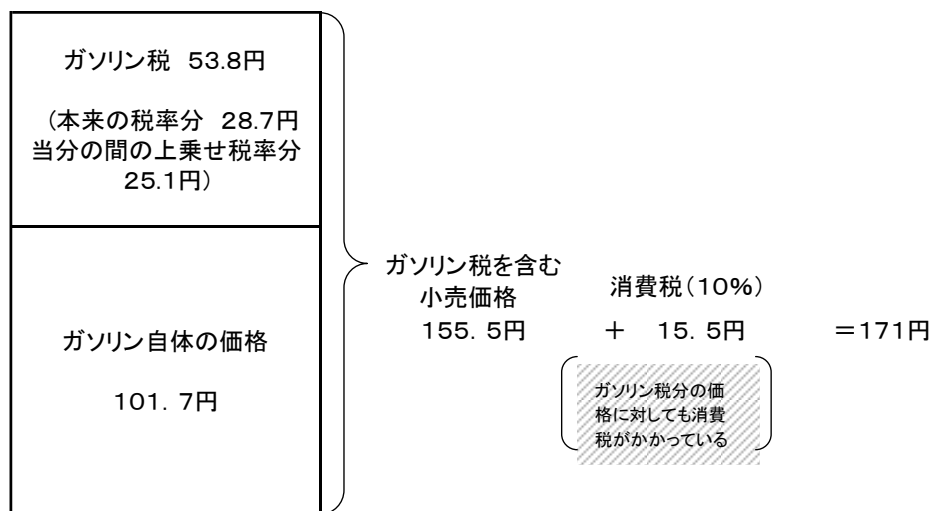 ガソリン税 53.8円
(本来の税率分 28.7円
当分の間の上乗せ税率分
25.1円)
ガソリン自体の価格
101.7円
ガソリン税を含む
小売価格
155.5円
消費税(10%)
+ 15.5円
=171円
ガソリン税分の価
格に対しても消費
税がかかっている